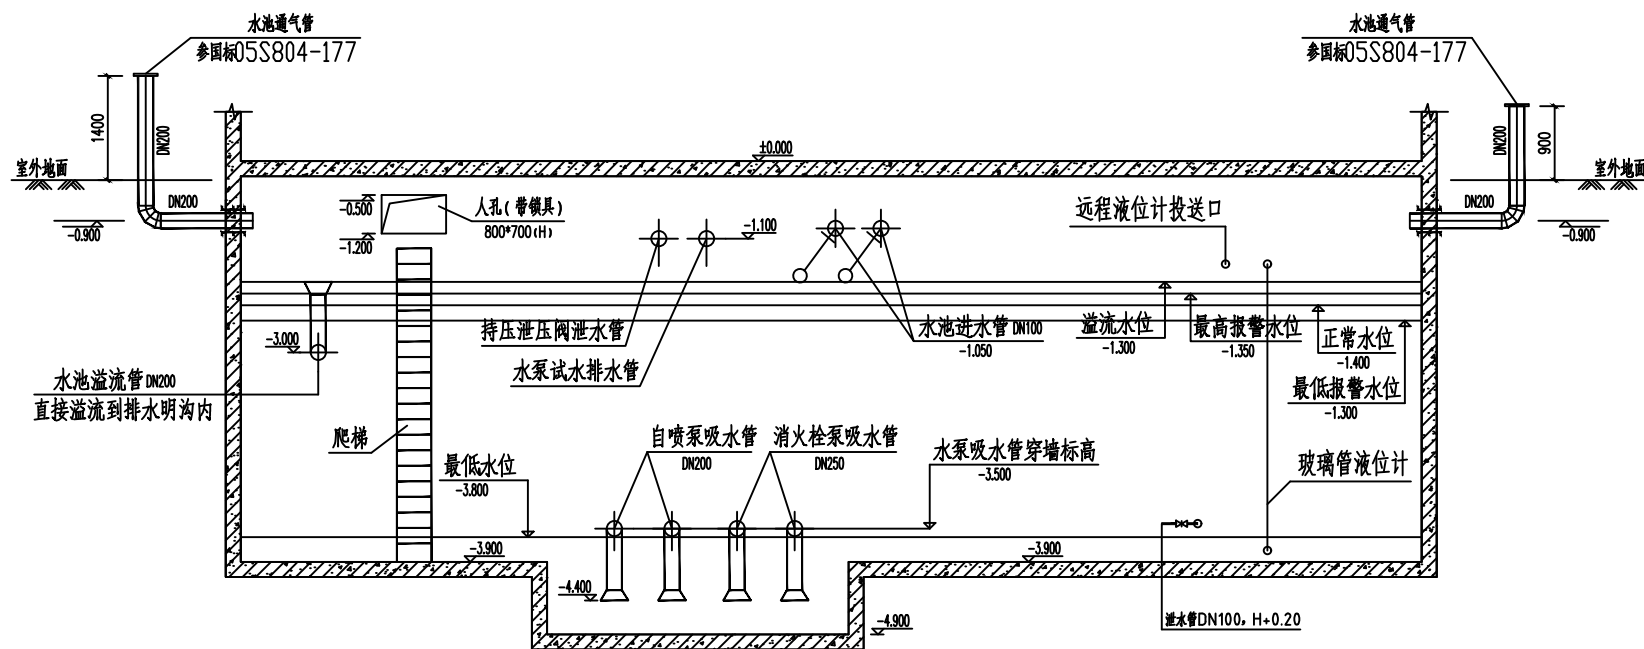 水池通气管
参国标05S804-177
水池通气管
参国标05S804-177
1400
DN200
室外地面
DN200
-0.900
±0.000
900
DN200
室外地面
DN200
-0.900
-0.500
-1.200
人孔(带锁具)
800*700(H)
-1.100
远程液位计投送口
-3.000
持压泄压阀泄水管
水泵试水排水管
水池进水管DN100
-1.050
溢流水位
-1.300
最高报警水位
-1.350
正常水位
-1.400
最低报警水位
-1.300
水池溢流管DN200
直接溢流到排水明沟内
爬梯
最低水位
-3.800
自喷泵吸水管
DN200
消火栓泵吸水管
DN250
水泵吸水管穿墙标高
-3.500
玻璃管液位计
-3.900
-3.900
-4.400
-4.900
泄水管DN100, H+0.20